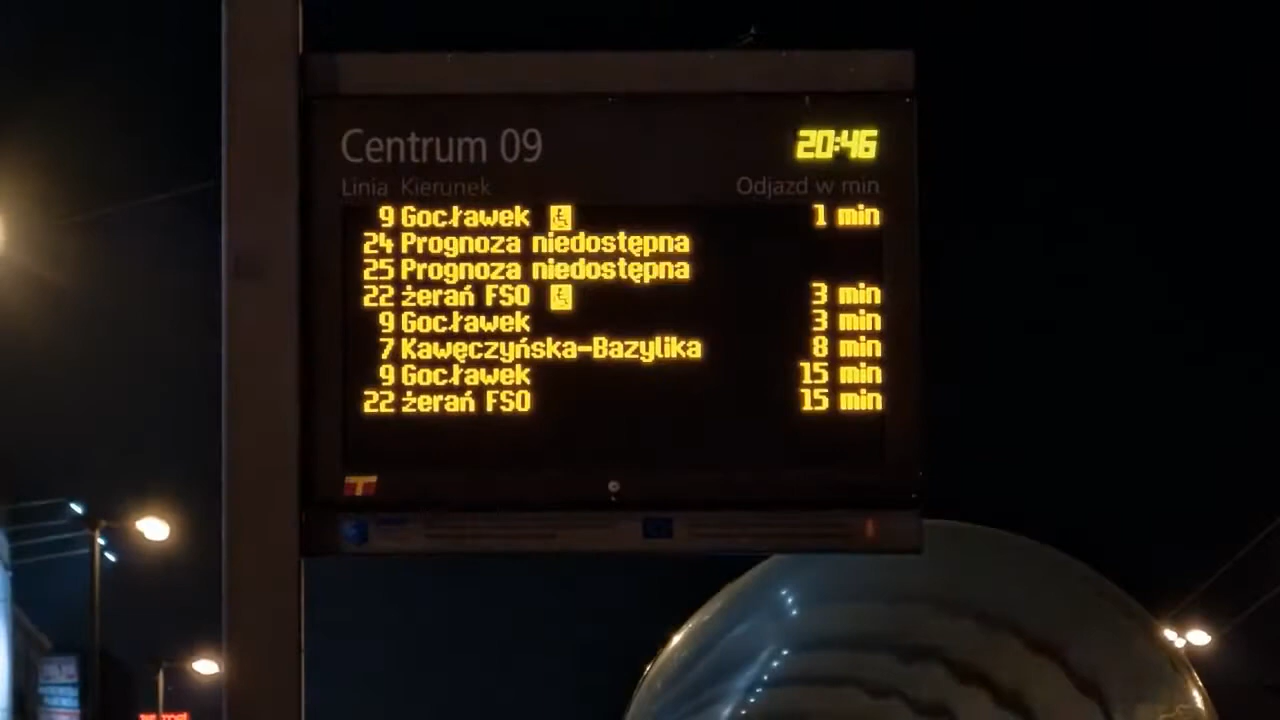 Centrum 09 20:46
Linia Kierunek Odjazd w min
9 Gocławek 1 min
24 Prognoza niedostępna
25 Prognoza niedostępna
22 żerań FSO 3 min
9 Gocławek 3 min
7 Kawęczyńska-Bazylika 8 min
9 Gocławek 15 min
22 żerań FSO 15 min